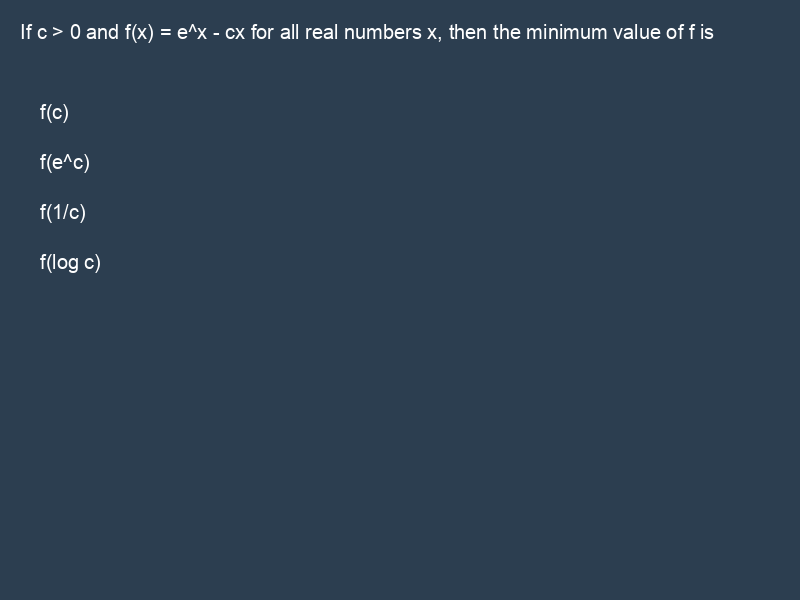 If c > 0 and f(x) = e^x - cx for all real numbers x, then the minimum value of f is
f(c)
f(e^c)
f(1/c)
f(log c)